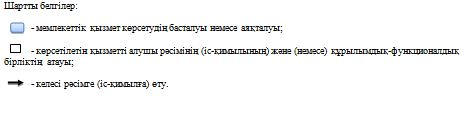 Шартты белгілер:
- мемлекеттік қызмет көрсетудің басталуы немесе аяқталуы;
- көрсетілетін қызметті алушы рәсімінің (іс-қимылының) және (немесе) құрылымдық-функционалдық
бірліктің атауы;
- келесі рәсімге (іс-қимылға) өту.